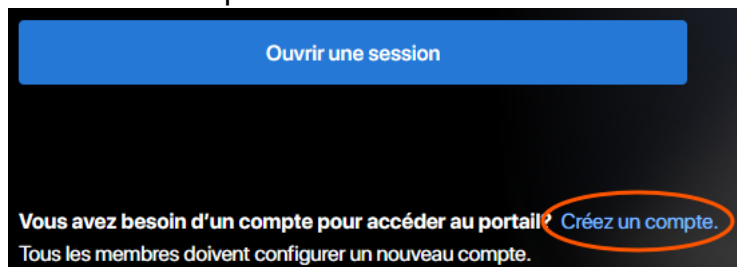 Ouvrir une session
Vous avez besoin d'un compte pour accéder au portail? Créez un compte.
Tous les membres doivent configurer un nouveau compte.